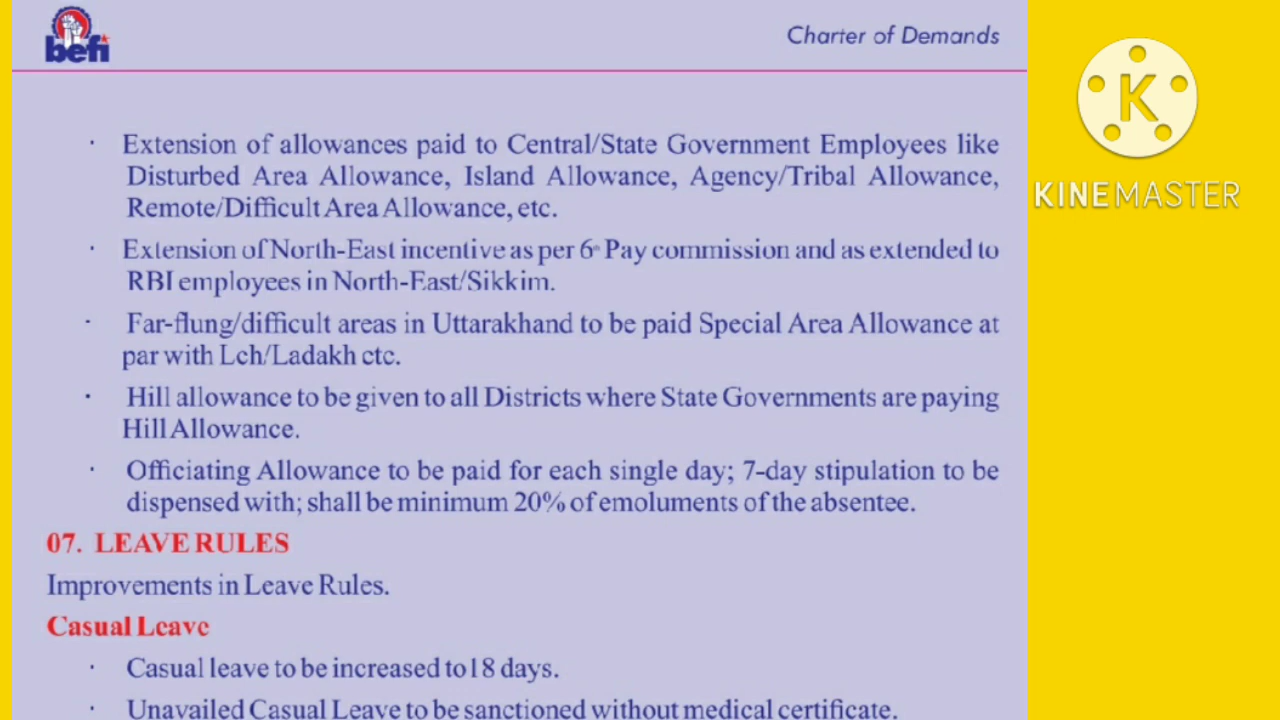 befi
Charter of Demands
· Extension of allowances paid to Central/State Government Employees like
Disturbed Area Allowance, Island Allowance, Agency/Tribal Allowance,
Remote/Difficult Area Allowance, etc.
· Extension of North-East incentive as per 6th Pay commission and as extended to
RBI employees in North-East/Sikkim.
· Far-flung/difficult areas in Uttarakhand to be paid Special Area Allowance at
par with Leh/Ladakh etc.
· Hill allowance to be given to all Districts where State Governments are paying
Hill Allowance.
· Officiating Allowance to be paid for each single day; 7-day stipulation to be
dispensed with; shall be minimum 20% of emoluments of the absentee.
07. LEAVE RULES
Improvements in Leave Rules.
Casual Leave
· Casual leave to be increased to 18 days.
· Unavailed Casual Leave to be sanctioned without medical certificate.
K
KINEMASTER